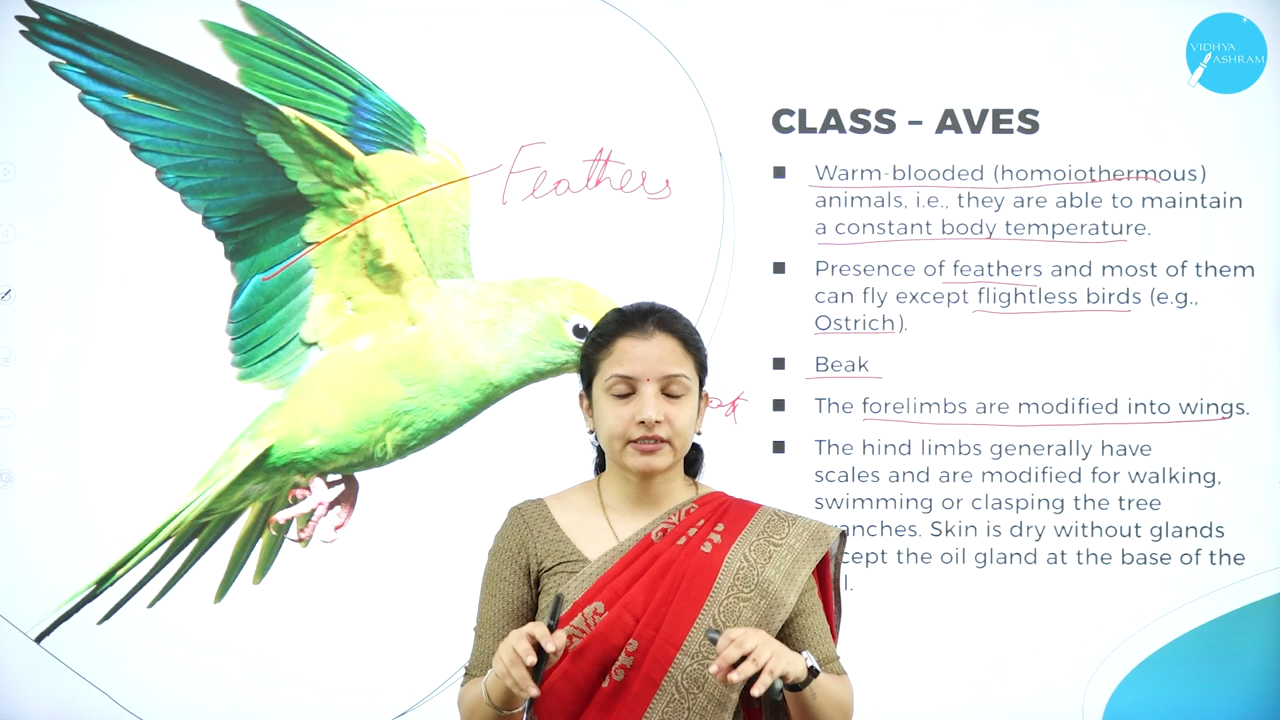 VIDHYA
ASHRAM
CLASS – AVES
Feathers
Warm-blooded (homoiothermous)
animals, i.e., they are able to maintain
a constant body temperature.
Presence of feathers and most of them
can fly except flightless birds (e.g.,
Ostrich).
Beak
The forelimbs are modified into wings.
The hind limbs generally have
scales and are modified for walking,
swimming or clasping the tree
Skin is dry without glands
the oil gland at the base of the